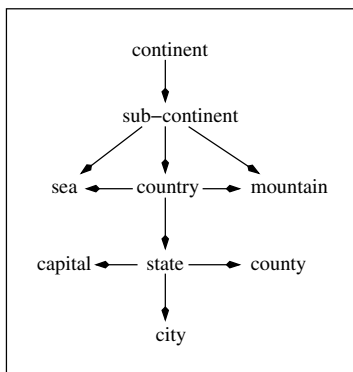 continent
sub−continent
sea country mountain
capital state county
city